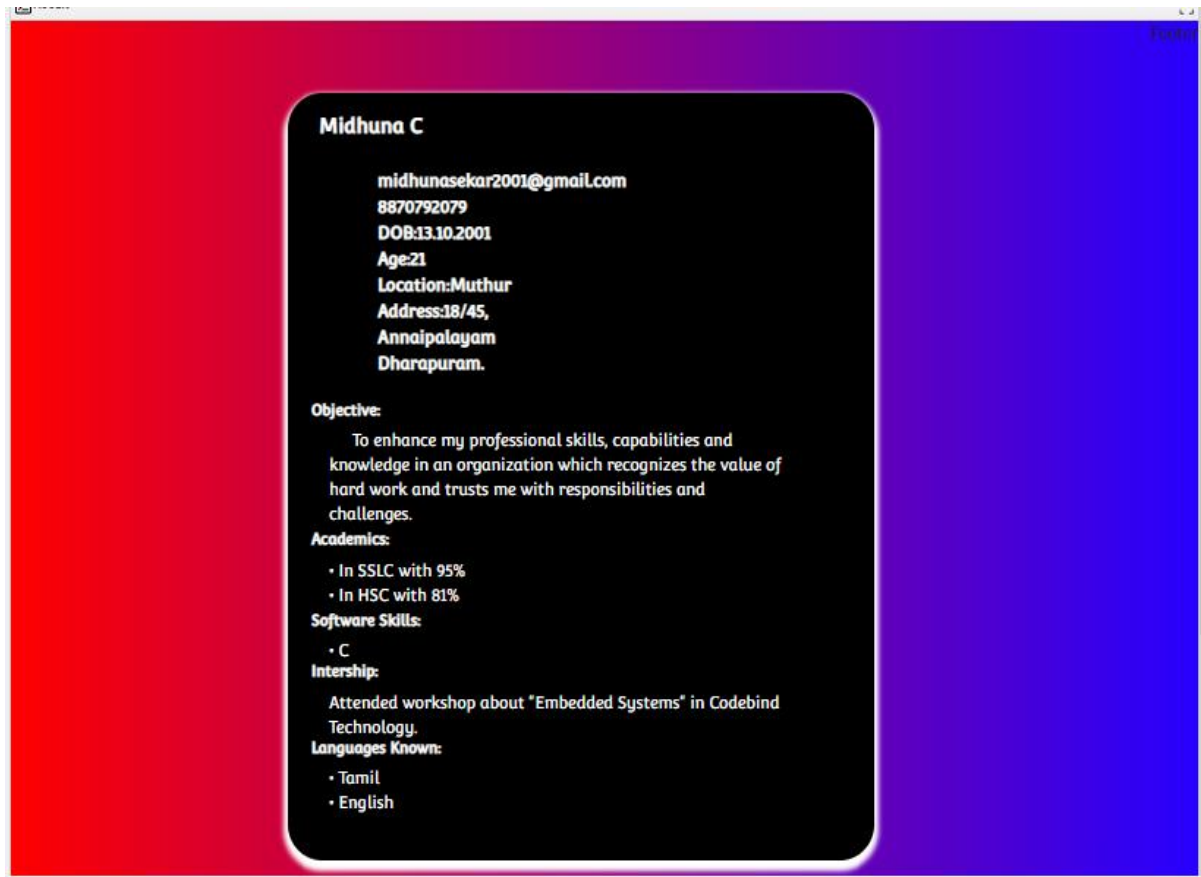 Footer
Midhuna C
midhunasekar2001@gmail.com
8870792079
DOB:13.10.2001
Age:21
Location:Muthur
Address:18/45,
Annaipalayam
Dharapuram.
Objective:
To enhance my professional skills, capabilities and
knowledge in an organization which recognizes the value of
hard work and trusts me with responsibilities and
challenges.
Academics:
• In SSLC with 95%
• In HSC with 81%
Software Skills:
• C
Intership:
Attended workshop about "Embedded Systems" in Codebind
Technology.
Languages Known:
• Tamil
• English